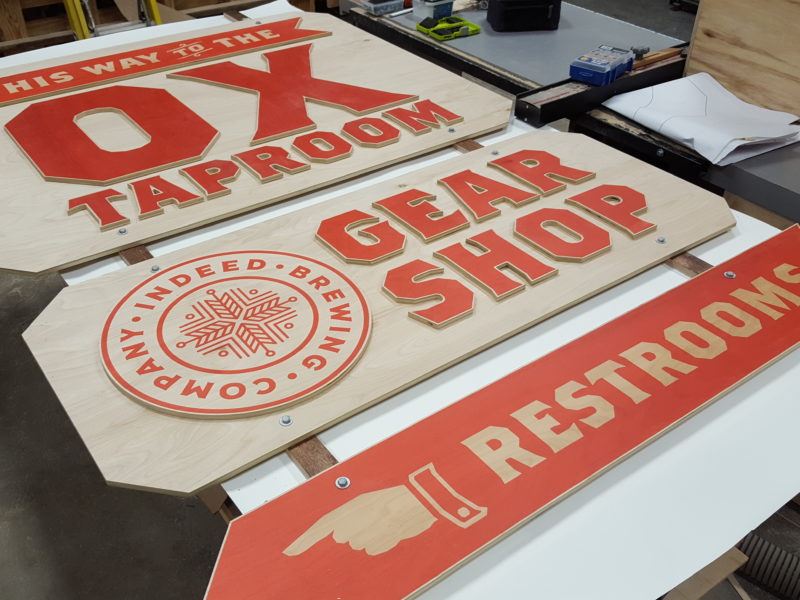 HIS WAY TO THE
OX
TAPROOM
GEAR
SHOP
INDEED • BREWING • COMPANY •
RESTROOMS